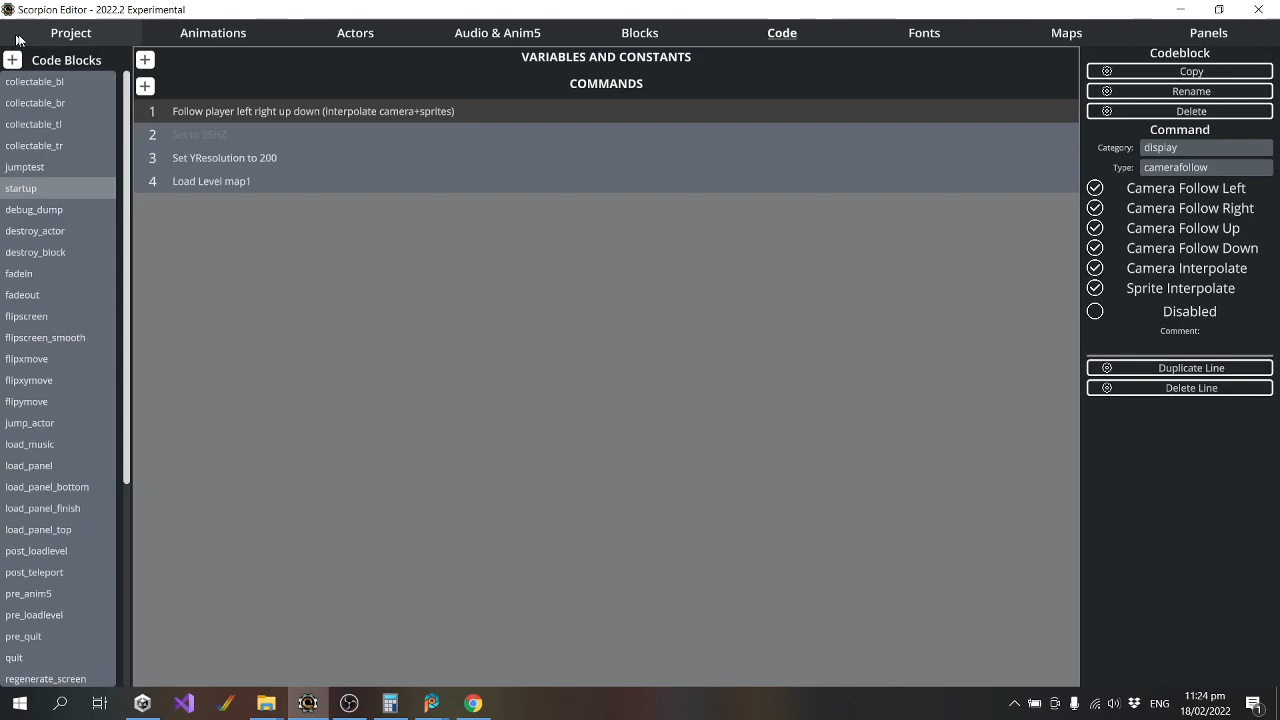 Scorpion Editor - 2022.2 Experimental
Project
Animations
Actors
Audio & Anim5
Blocks
Code
Fonts
Maps
Panels
+ Code Blocks
collectable_bl
collectable_br
collectable_tl
collectable_tr
jumptest
startup
debug_dump
destroy_actor
destroy_block
fadein
fadeout
flipscreen
flipscreen_smooth
flipxmove
flipxymove
flipymove
jump_actor
load_music
load_panel
load_panel_bottom
load_panel_finish
load_panel_top
post_loadlevel
post_teleport
pre_anim5
pre_loadlevel
pre_quit
quit
regenerate_screen
+ VARIABLES AND CONSTANTS
+ COMMANDS
1 Follow player left right up down (interpolate camera+sprites)
2 Set to 25HZ
3 Set YResolution to 200
4 Load Level map1
Codeblock
Copy
Rename
Delete
Command
Category: display
Type: camerafollow
Camera Follow Left
Camera Follow Right
Camera Follow Up
Camera Follow Down
Camera Interpolate
Sprite Interpolate
Disabled
Comment:
Duplicate Line
Delete Line
ENG
11:24 pm
18/02/2022
1